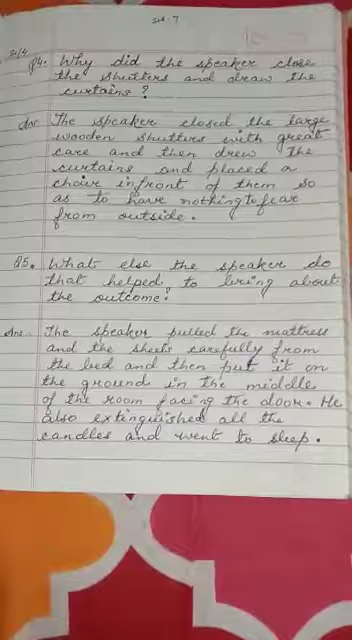 Q4. Why did the speaker close
the shutters and draw the
curtains?
Ans The speaker closed the large
wooden shutters with great
care and then drew the
curtains and placed a
chair infront of them so
as to have nothing to fear
from outside.
Q5. What else the speaker do
that helped to bring about
the outcome?
Ans. The speaker pulled the mattress
and the sheets carefully from
the bed and then put it on
the ground in the middle
of the room facing the door. He
also extinguished all the
candles and went to sleep.